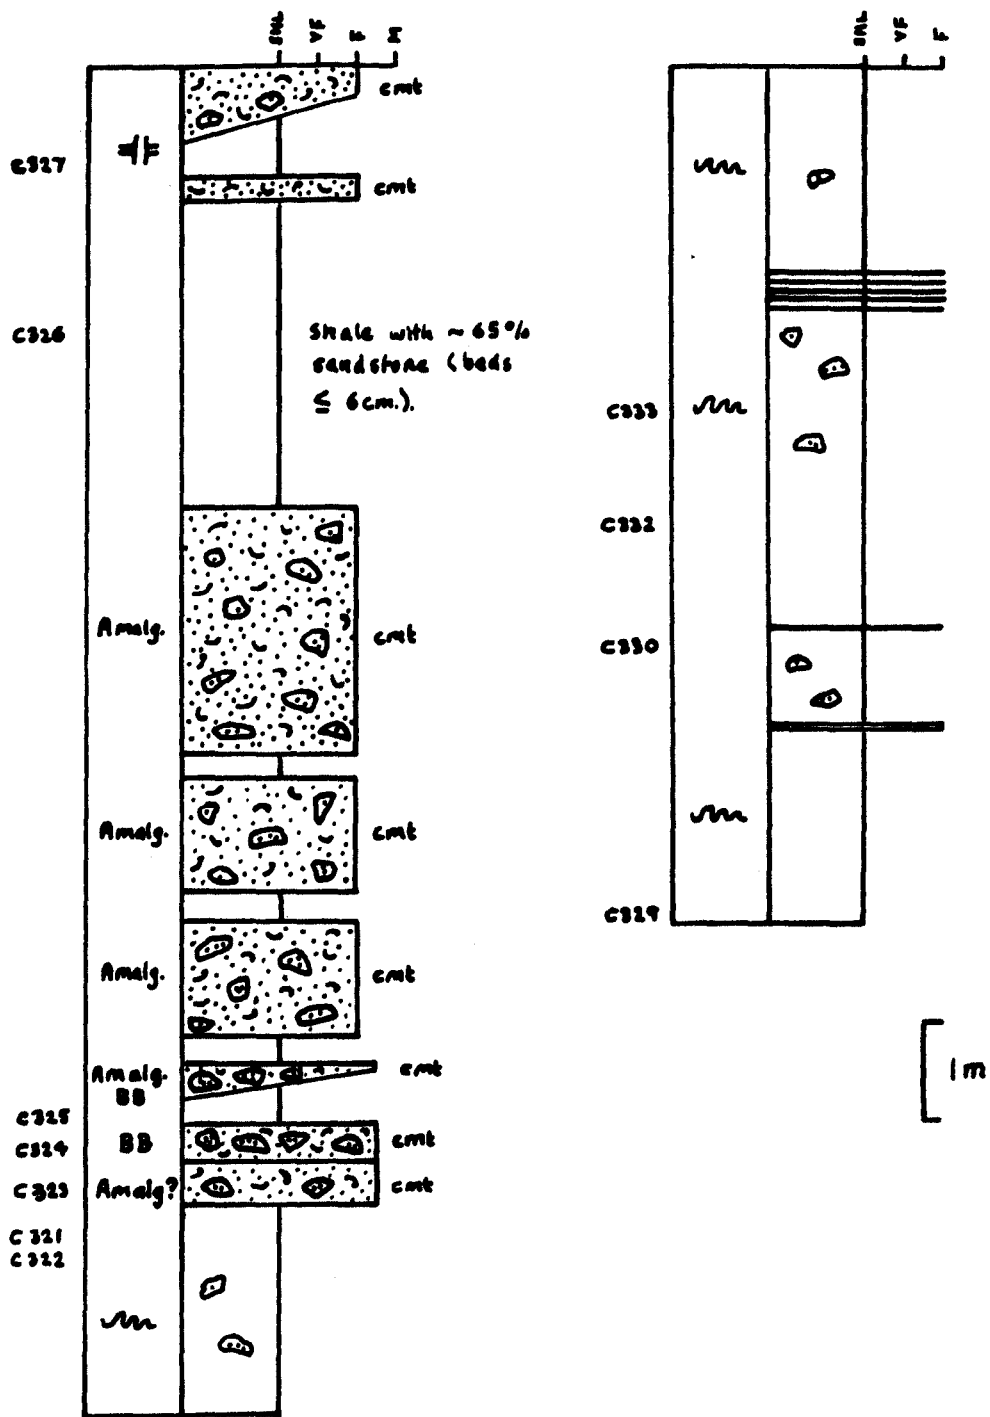 SHL VF F M
cmt
C327
cmt
C326
Shale with ~ 65%
sandstone (beds
≤ 6cm.).
Amalg.
cmt
Amalg.
cmt
Amalg.
cmt
Amalg.
BB
cmt
C325
C324
BB
cmt
C323
Amalg?
cmt
C321
C322
SHL VF F
C333
C332
C330
C329
1m